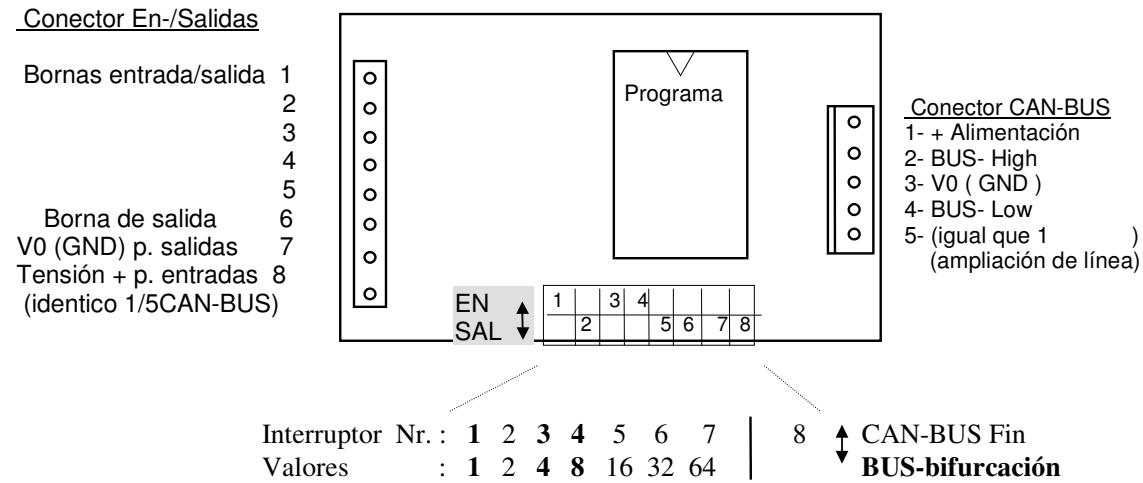 Conector En-/Salidas
Bornas entrada/salida 1
2
3
4
5
Borna de salida 6
V0 (GND) p. salidas 7
Tensión + p. entradas 8
(identico 1/5CAN-BUS)
Programa
Conector CAN-BUS
1- + Alimentación
2- BUS- High
3- V0 ( GND )
4- BUS- Low
5- (igual que 1 )
(ampliación de línea)
EN
SAL
1 3 4
2 5 6 7 8
Interruptor Nr. : 1 2 3 4 5 6 7 8 CAN-BUS Fin
Valores : 1 2 4 8 16 32 64 BUS-bifurcación